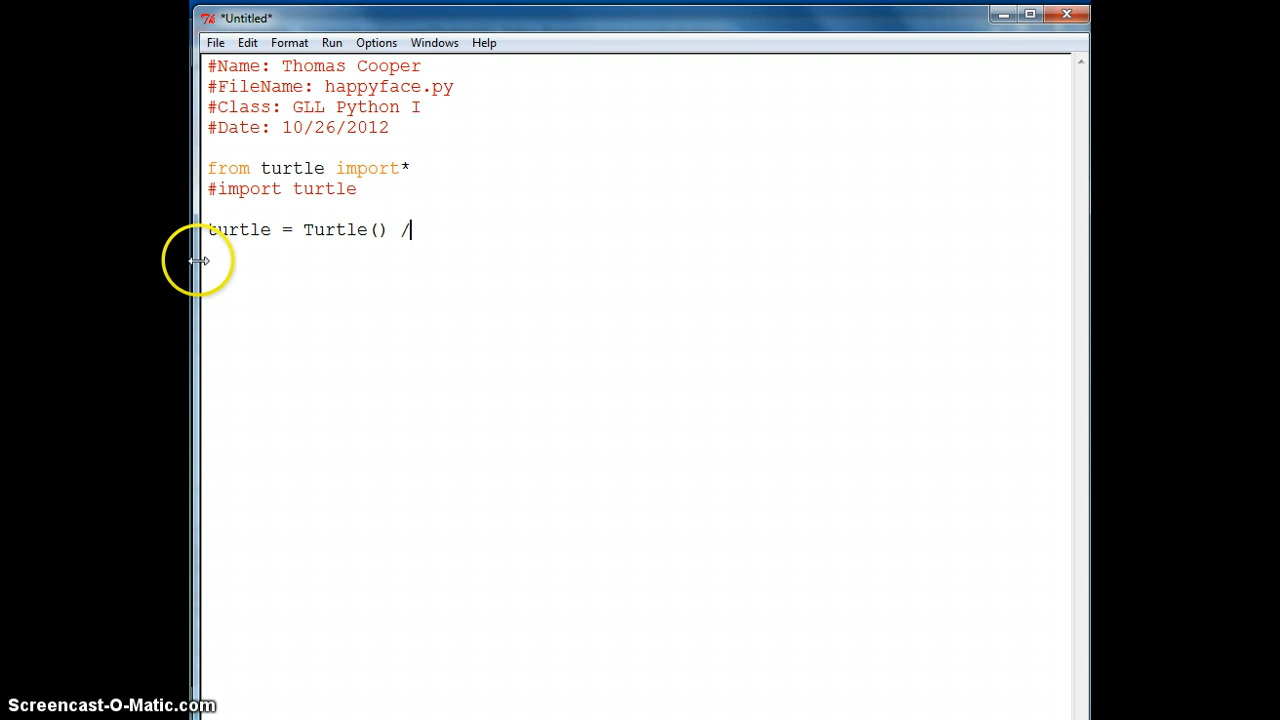 *Untitled*
File Edit Format Run Options Windows Help
#Name: Thomas Cooper
#FileName: happyface.py
#Class: GLL Python I
#Date: 10/26/2012
from turtle import*
#import turtle
turtle = Turtle() /
Screencast-O-Matic.com